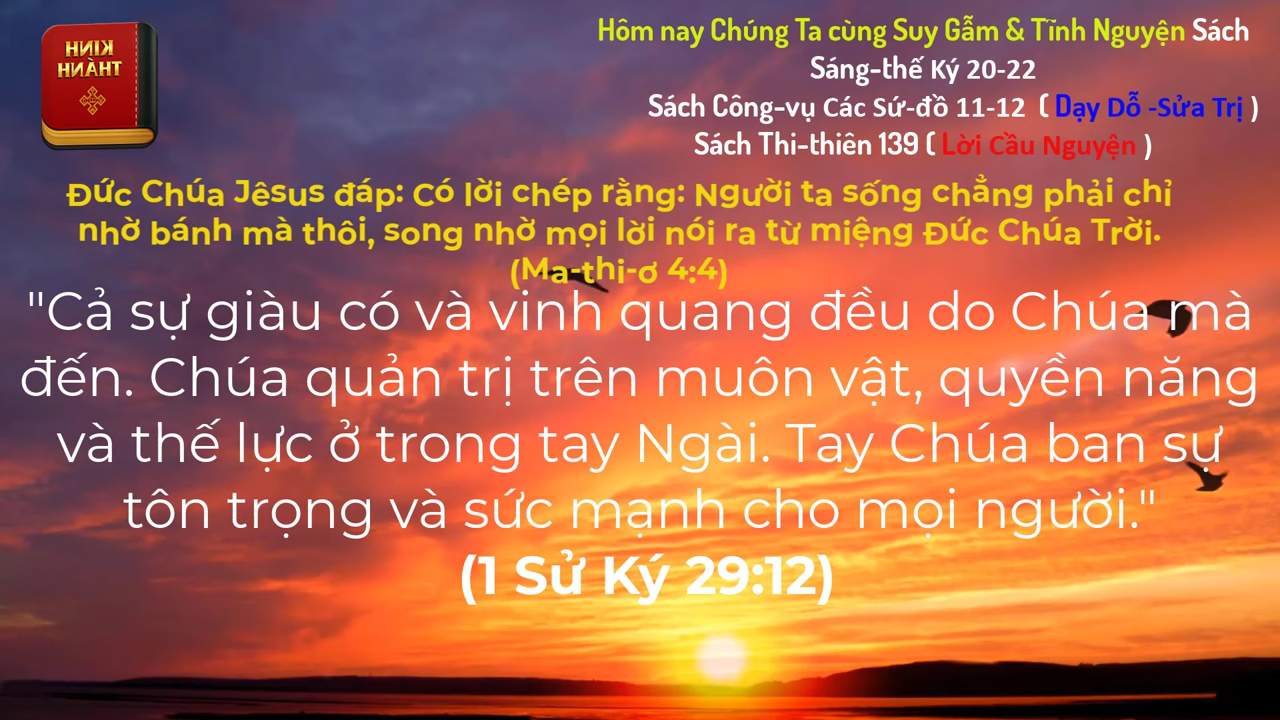 KINH
THÀNH
Hôm nay Chúng Ta cùng Suy Gẫm & Tĩnh Nguyện Sách
Sáng-thế Ký 20-22
Sách Công-vụ Các Sứ-đồ 11-12 ( Dạy Dỗ -Sửa Trị )
Sách Thi-thiên 139 ( Lời Cầu Nguyện )
Đức Chúa Jêsus đáp: Có lời chép rằng: Người ta sống chẳng phải chỉ
nhờ bánh mà thôi, song nhờ mọi lời nói ra từ miệng Đức Chúa Trời.
(Ma-thi-ơ 4:4)
"Cả sự giàu có và vinh quang đều do Chúa mà
đến. Chúa quản trị trên muôn vật, quyền năng
và thế lực ở trong tay Ngài. Tay Chúa ban sự
tôn trọng và sức mạnh cho mọi người."
(1 Sử Ký 29:12)